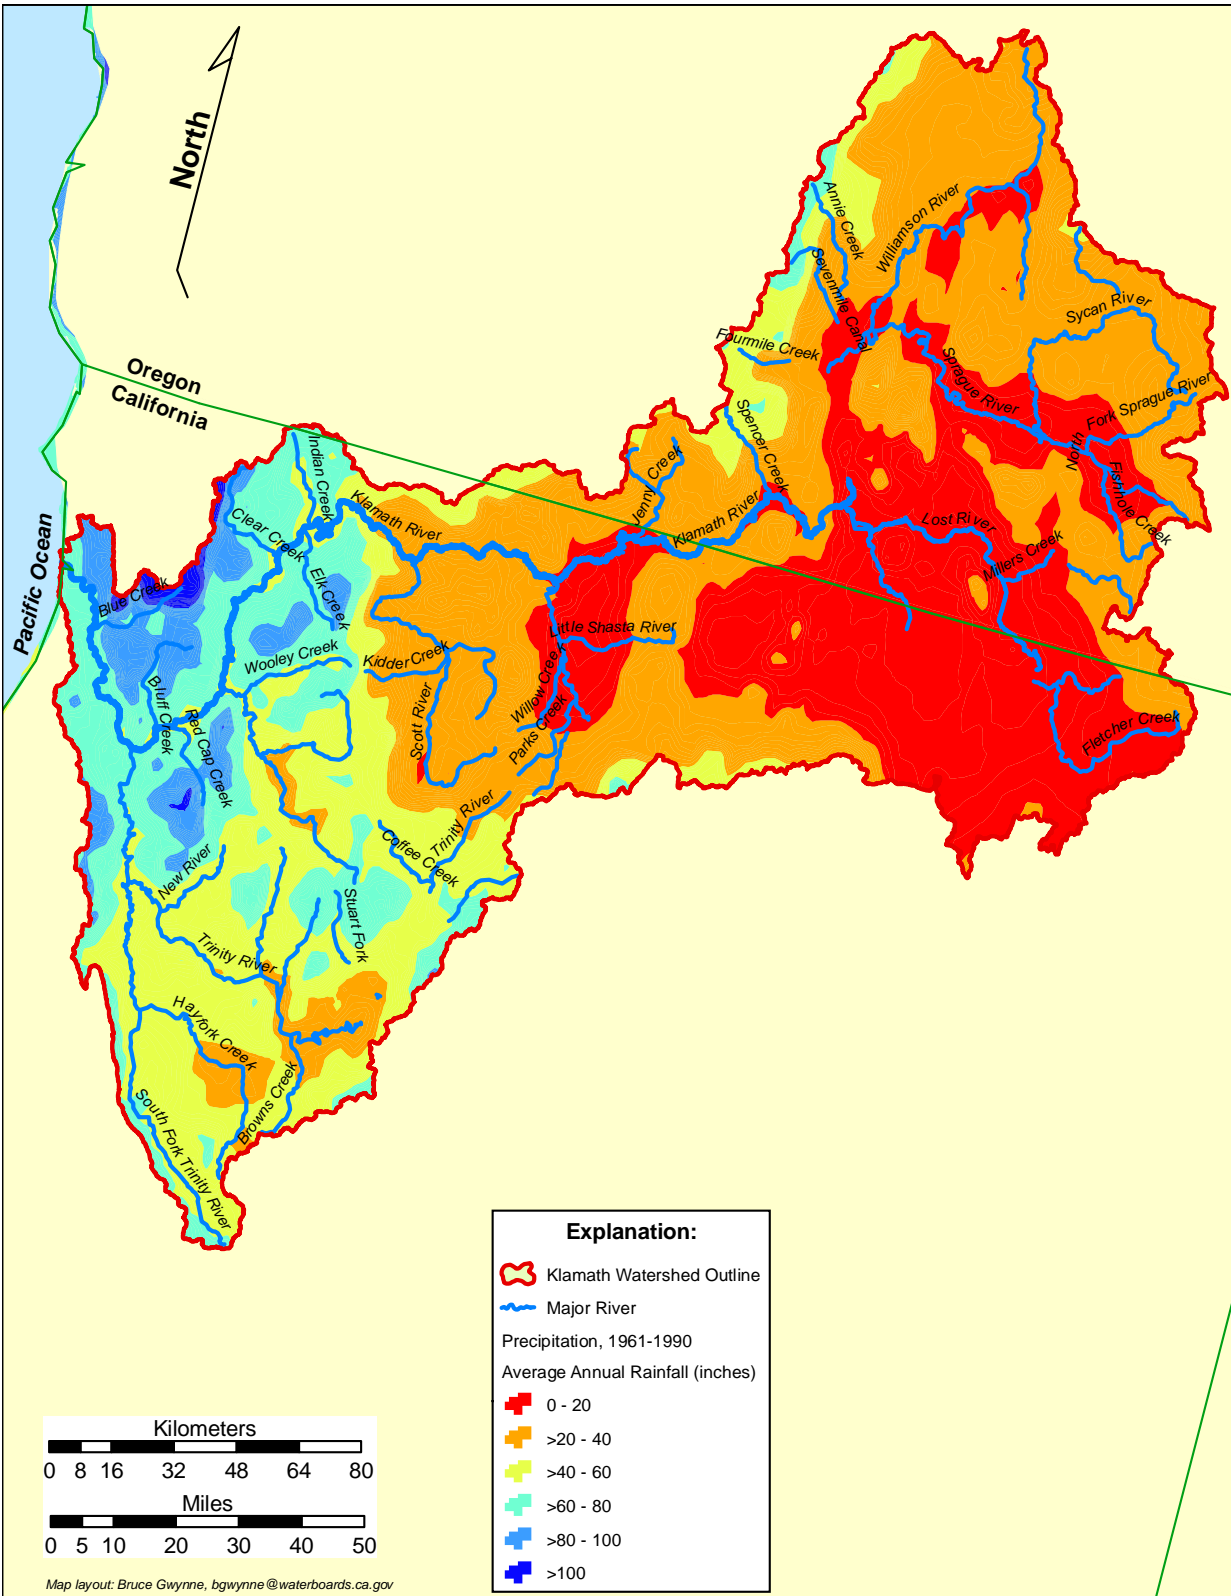 North
Oregon
California
Pacific Ocean
Annie Creek
Williamson River
Sevenmile Canal
Sycan River
Fourmile Creek
Sprague River
North Fork Sprague River
Spencer Creek
Fishhole Creek
Indian Creek
Jenny Creek
Klamath River
Klamath River
Lost River
Clear Creek
Millers Creek
Elk Creek
Blue Creek
Little Shasta River
Wooley Creek
Kidder Creek
Willow Creek
Bluff Creek
Red Cap Creek
Scott River
Parks Creek
Fletcher Creek
Trinity River
Coffee Creek
New River
Stuart Fork
Trinity River
Hayfork Creek
Browns Creek
South Fork Trinity River
Explanation:
Klamath Watershed Outline
Major River
Precipitation, 1961-1990
Average Annual Rainfall (inches)
0 - 20
>20 - 40
>40 - 60
>60 - 80
>80 - 100
>100
Kilometers
0 8 16 32 48 64 80
Miles
0 5 10 20 30 40 50
Map layout: Bruce Gwynne, bgwynne@waterboards.ca.gov